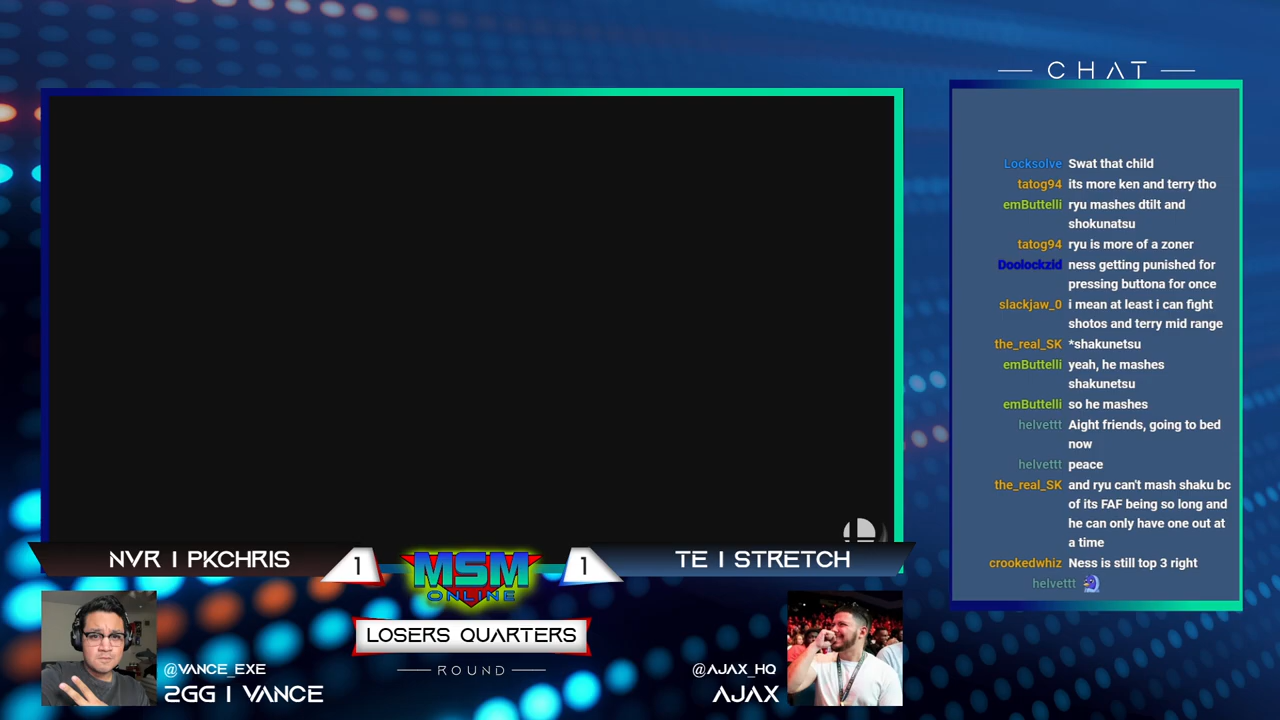 CHAT
Locksolve Swat that child
tatog94 its more ken and terry tho
emButtelli ryu mashes dtilt and
shokunatsu
tatog94 ryu is more of a zoner
Doolockzid ness getting punished for
pressing buttona for once
slackjaw_0 i mean at least i can fight
shotos and terry mid range
the_real_SK *shakunetsu
emButtelli yeah, he mashes
shakunetsu
emButtelli so he mashes
helvettt Aight friends, going to bed
now
helvettt peace
the_real_SK and ryu can't mash shaku bc
of its FAF being so long and
he can only have one out at
a time
crookedwhiz Ness is still top 3 right
helvettt
NVR | PKCHRIS 1
MSM
ONLINE
1 TE | STRETCH
LOSERS QUARTERS
ROUND
@VANCE_EXE
2GG | VANCE
@AJAX_HQ
AJAX